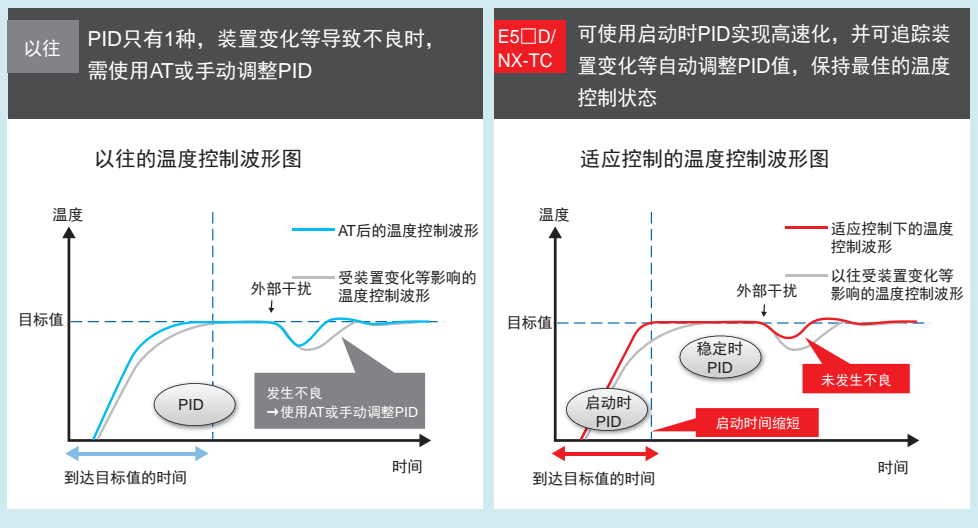 以往
PID只有1种，装置变化等导致不良时，
需使用AT或手动调整PID
以往的温度控制波形图
温度
AT后的温度控制波形
受装置变化等影响的
温度控制波形
外部干扰
目标值
PID
发生不良
→使用AT或手动调整PID
时间
到达目标值的时间
E5□D/
NX-TC
可使用启动时PID实现高速化，并可追踪装
置变化等自动调整PID值，保持最佳的温度
控制状态
适应控制的温度控制波形图
温度
适应控制下的温度
控制波形
以往受装置变化等
影响的温度控制波形
外部干扰
目标值
稳定时
PID
未发生不良
启动时
PID
启动时间缩短
时间
到达目标值的时间